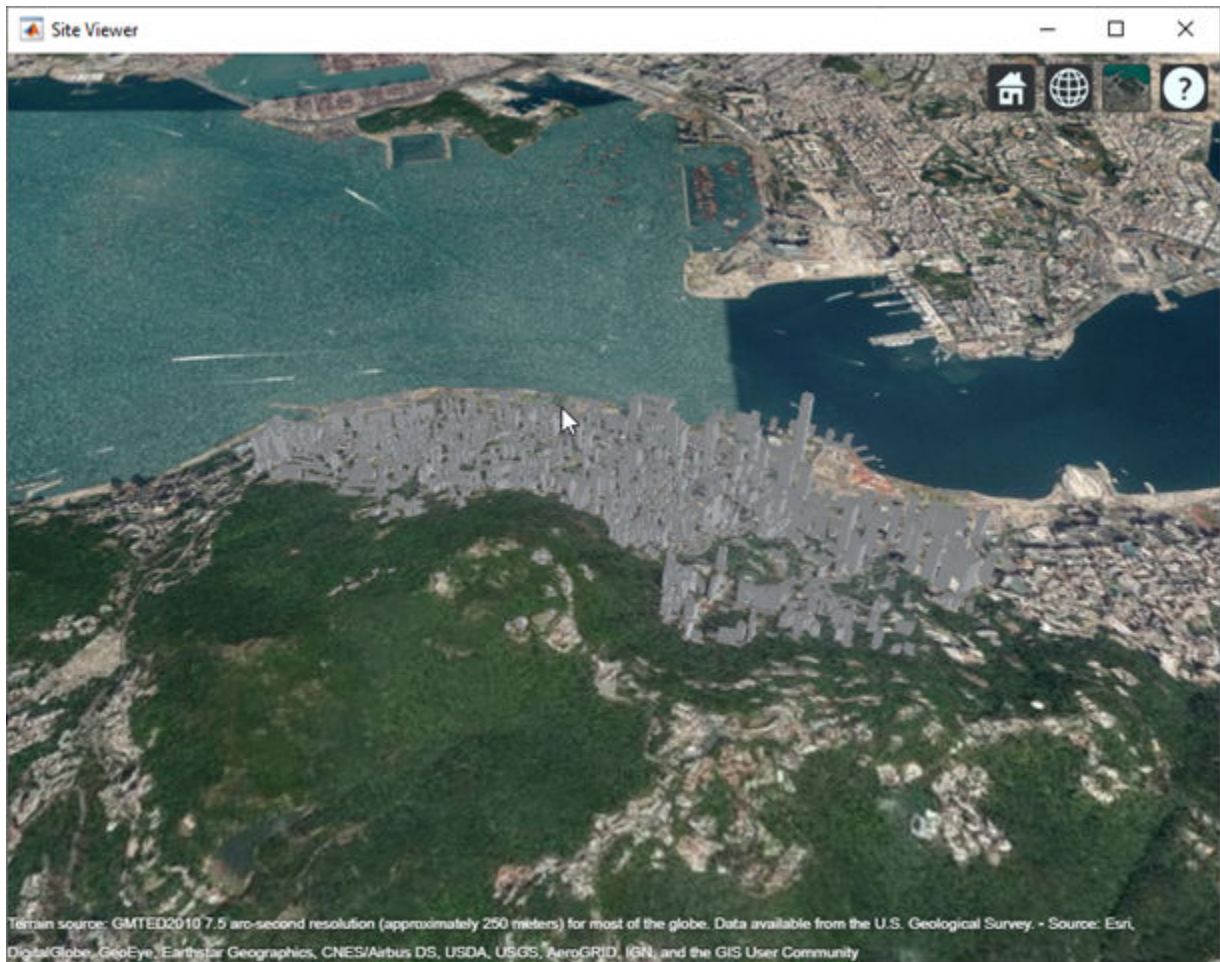 Site Viewer
?
Terrain source: GMTED2010 7.5 arc-second resolution (approximately 250 meters) for most of the globe. Data available from the U.S. Geological Survey. - Source: Esri,
DigitalGlobe, GeoEye, Earthstar Geographics, CNES/Airbus DS, USDA, USGS, AeroGRID, IGN, and the GIS User Community